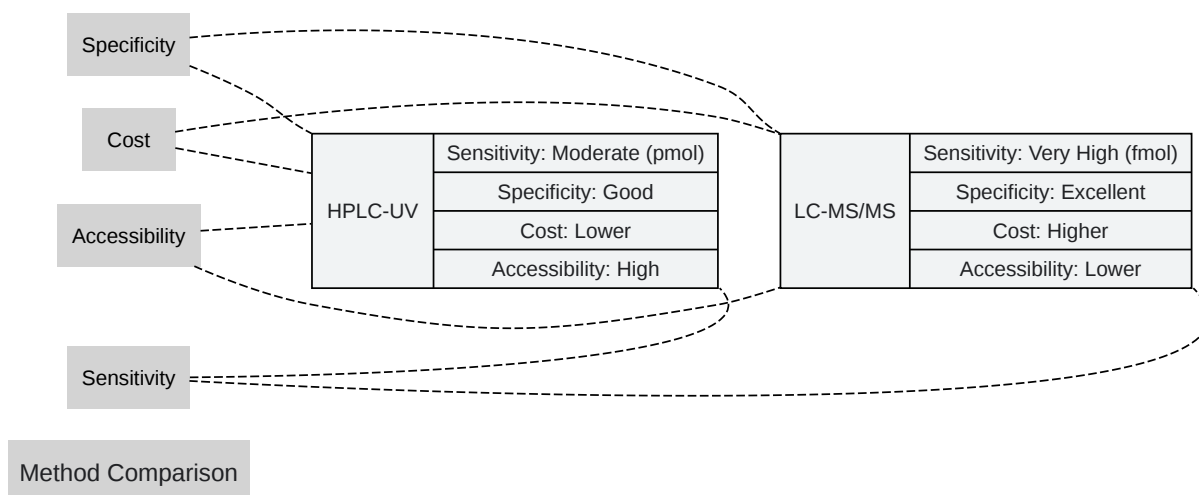 Specificity
Cost
Accessibility
Sensitivity
HPLC-UV
Sensitivity: Moderate (pmol)
Specificity: Good
Cost: Lower
Accessibility: High
LC-MS/MS
Sensitivity: Very High (fmol)
Specificity: Excellent
Cost: Higher
Accessibility: Lower
Method Comparison